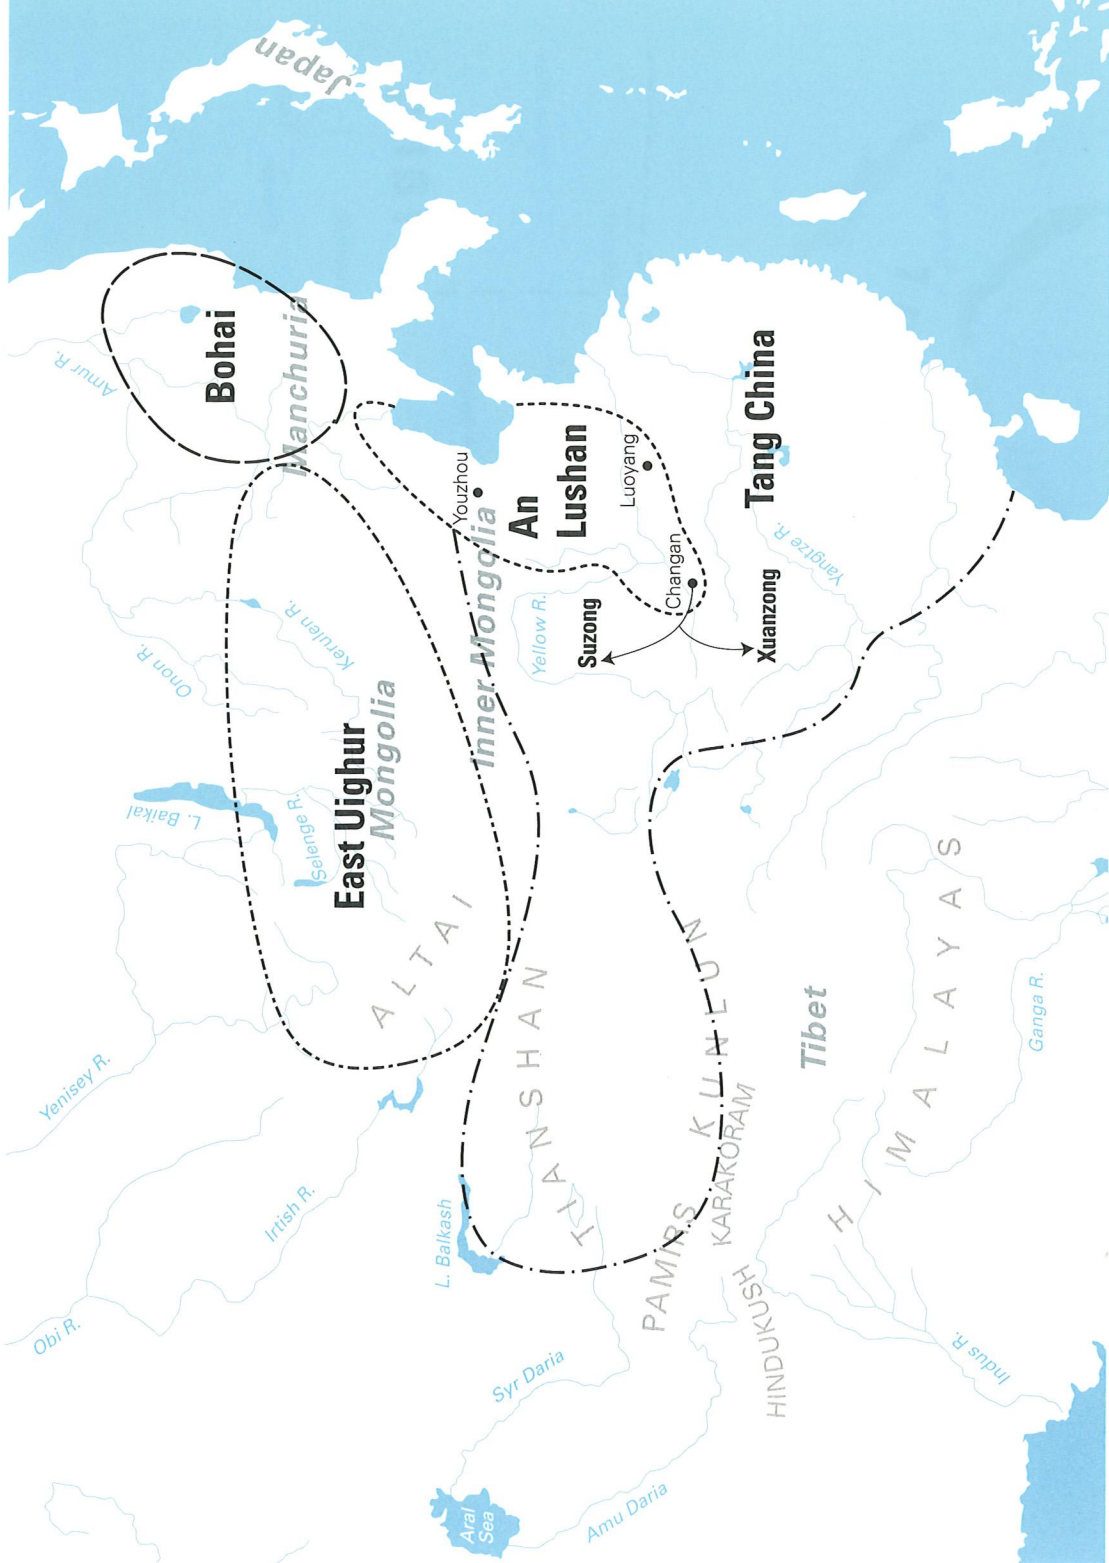 Obi R.
Yenisey R.
Irtish R.
L. Baikal
Selenge R.
Onon R.
Kerulen R.
Amur R.
Bohai
Manchuria
Japan
East Uighur
Mongolia
ALTAI
L. Balkash
Aral
Sea
Syr Daria
Amu Daria
TIANSHAN
Inner Mongolia
Youzhou
An
Lushan
Luoyang
Changan
Yellow R.
Suzong
Xuanzong
Tang China
Yangtze R.
PAMIRS
KUNLUN
KARAKORAM
HINDUKUSH
Tibet
HIMALAYAS
Ganga R.
Indus R.